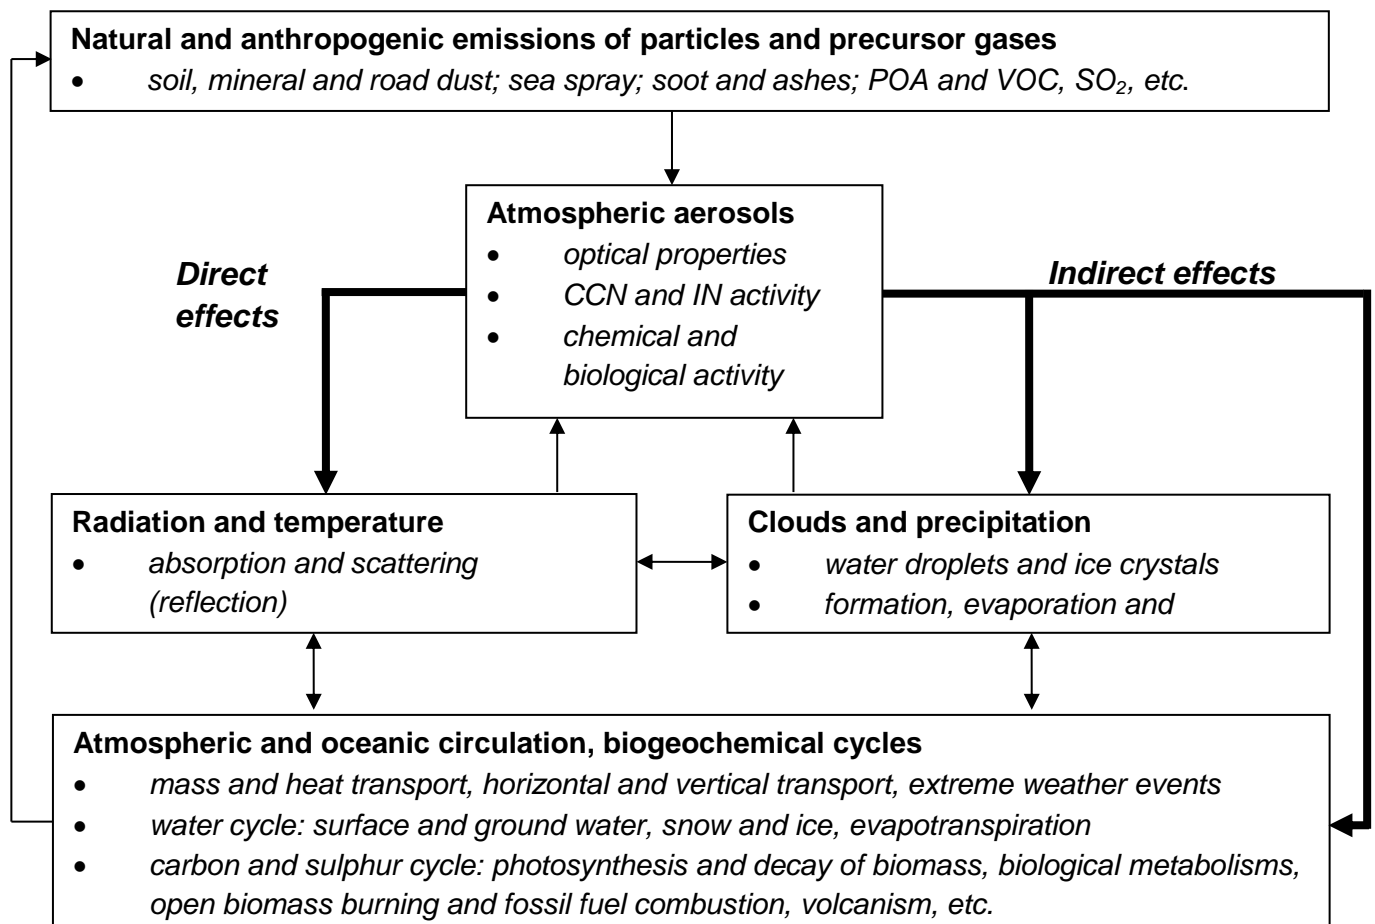 Natural and anthropogenic emissions of particles and precursor gases
• soil, mineral and road dust; sea spray; soot and ashes; POA and VOC, SO₂, etc.
Atmospheric aerosols
• optical properties
• CCN and IN activity
• chemical and
biological activity
Direct
effects
Indirect effects
Radiation and temperature
• absorption and scattering
(reflection)
Clouds and precipitation
• water droplets and ice crystals
• formation, evaporation and
Atmospheric and oceanic circulation, biogeochemical cycles
• mass and heat transport, horizontal and vertical transport, extreme weather events
• water cycle: surface and ground water, snow and ice, evapotranspiration
• carbon and sulphur cycle: photosynthesis and decay of biomass, biological metabolisms,
open biomass burning and fossil fuel combustion, volcanism, etc.